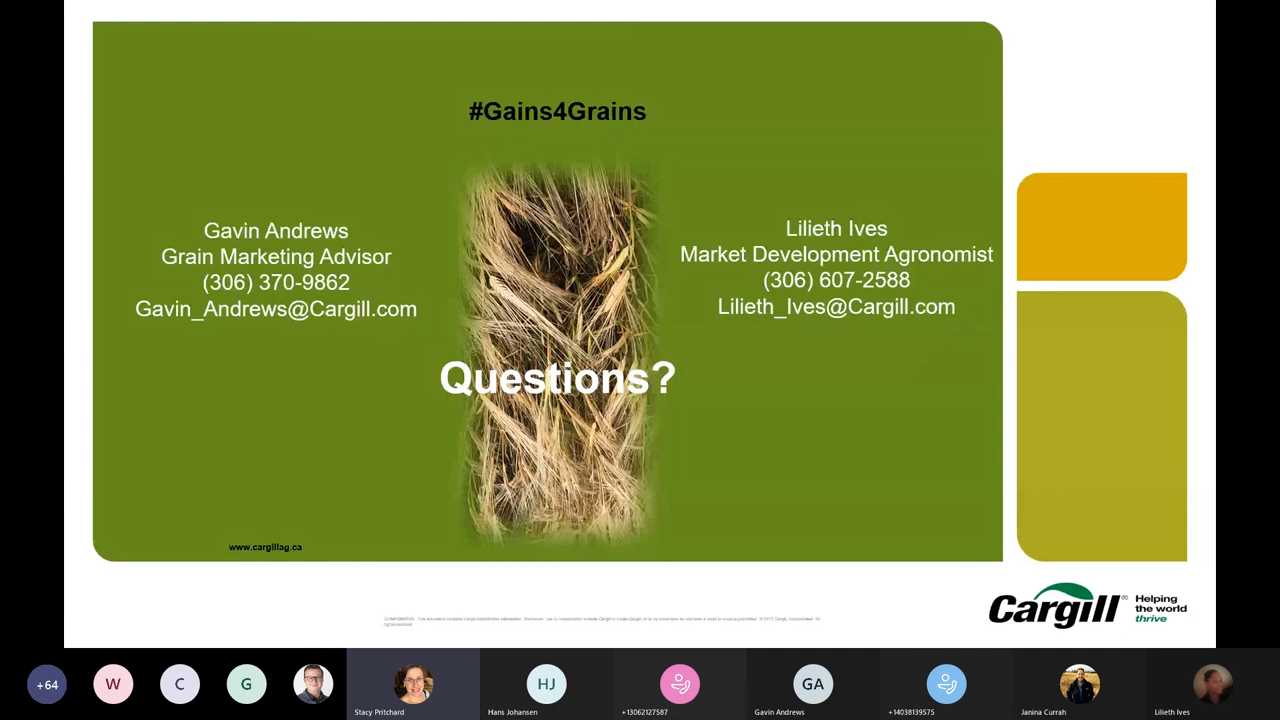 #Gains4Grains
Gavin Andrews
Grain Marketing Advisor
(306) 370-9862
Gavin_Andrews@Cargill.com
Lilieth Ives
Market Development Agronomist
(306) 607-2588
Lilieth_Ives@Cargill.com
Questions?
www.cargillag.ca
Cargill®
Helping
the world
thrive
+64
W
C
G
HJ
GA
Stacy Pritchard
Hans Johansen
+13062127587
Gavin Andrews
+14038139575
Janina Currah
Lilieth Ives